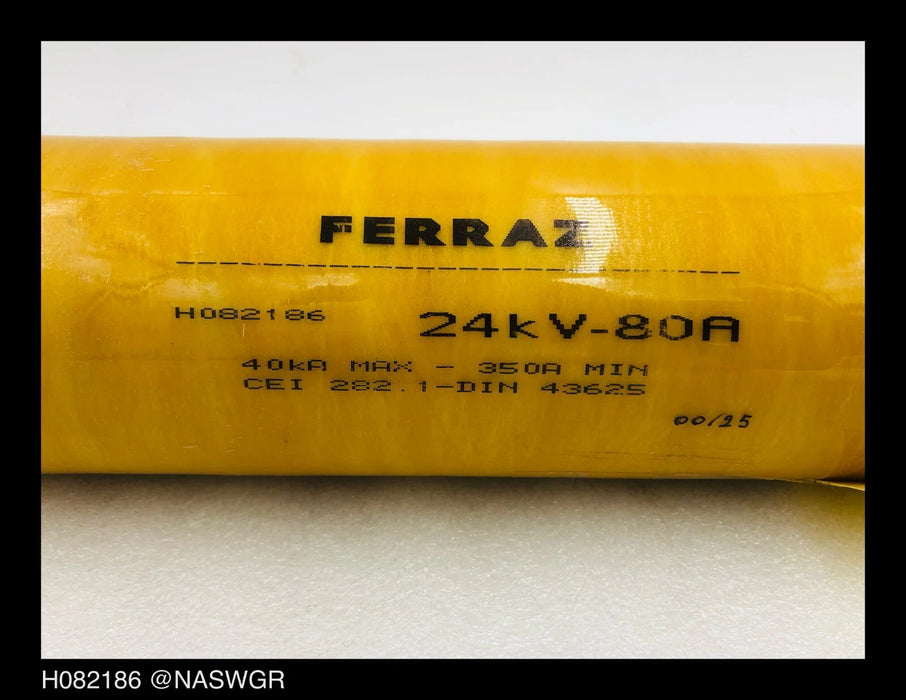 FERRAZ
H082186 24kV-80A
40kA MAX - 350A MIN
CEI 282.1-DIN 43625
00/25
H082186 @NASWGR